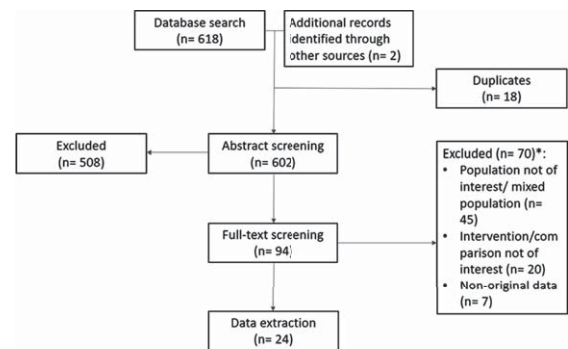 Database search
(n= 618)
Additional records
identified through
other sources (n= 2)
Duplicates
(n= 18)
Excluded
(n= 508)
Abstract screening
(n= 602)
Excluded (n= 70)*:
• Population not of
interest/ mixed
population (n=
45)
• Intervention/com
parison not of
interest (n= 20)
• Non-original data
(n= 7)
Full-text screening
(n= 94)
Data extraction
(n= 24)